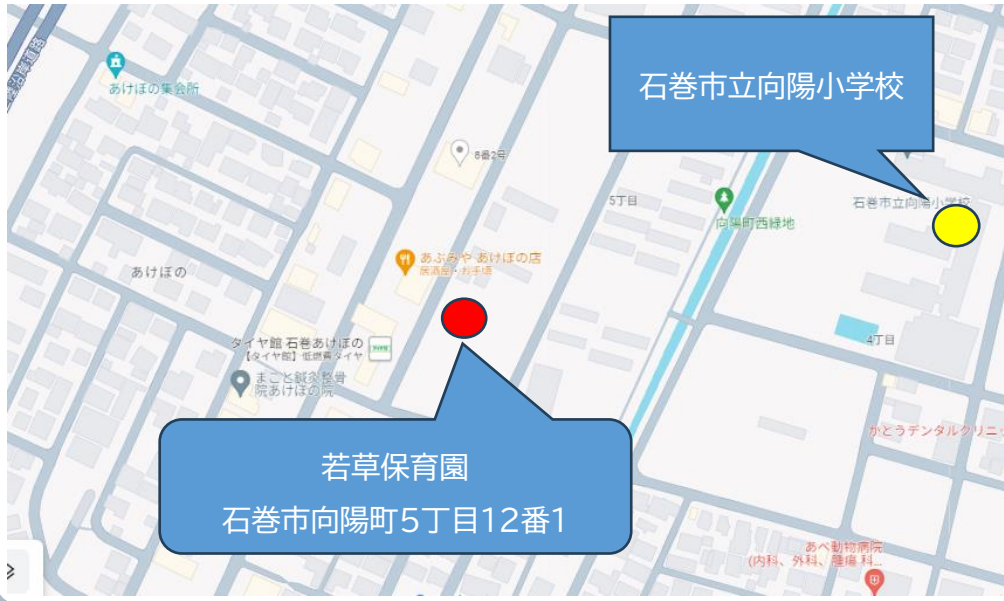 石巻市立向陽小学校
あけぼの集会所
8番2号
5丁目
石巻市立向陽小学校
向陽町西緑地
あぶみや あけぼの店
居酒屋・お手頃
あけぼの
タイヤ館 石巻あけぼの
【タイヤ館】低燃費タイヤ
まこと鍼灸整骨
院あけぼの院
4丁目
かとうデンタルクリニッ
若草保育園
石巻市向陽町5丁目12番1
あべ動物病院
(内科、外科、腫瘍 科...